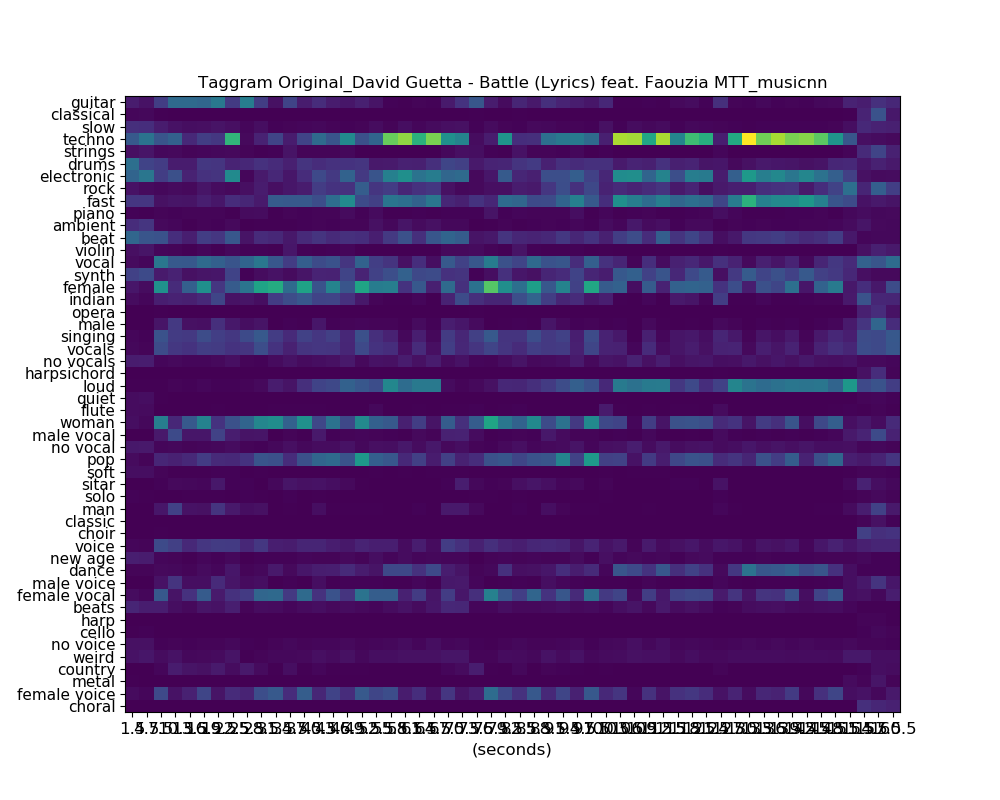 Taggram Original_David Guetta - Battle (Lyrics) feat. Faouzia MTT_musicnn
guitar
classical
slow
techno
strings
drums
electronic
rock
fast
piano
ambient
beat
violin
vocal
synth
female
indian
opera
male
singing
vocals
no vocals
harpsichord
loud
quiet
flute
woman
male vocal
no vocal
pop
soft
sitar
solo
man
classic
choir
voice
new age
dance
male voice
female vocal
beats
harp
cello
no voice
weird
country
metal
female voice
choral
(seconds)